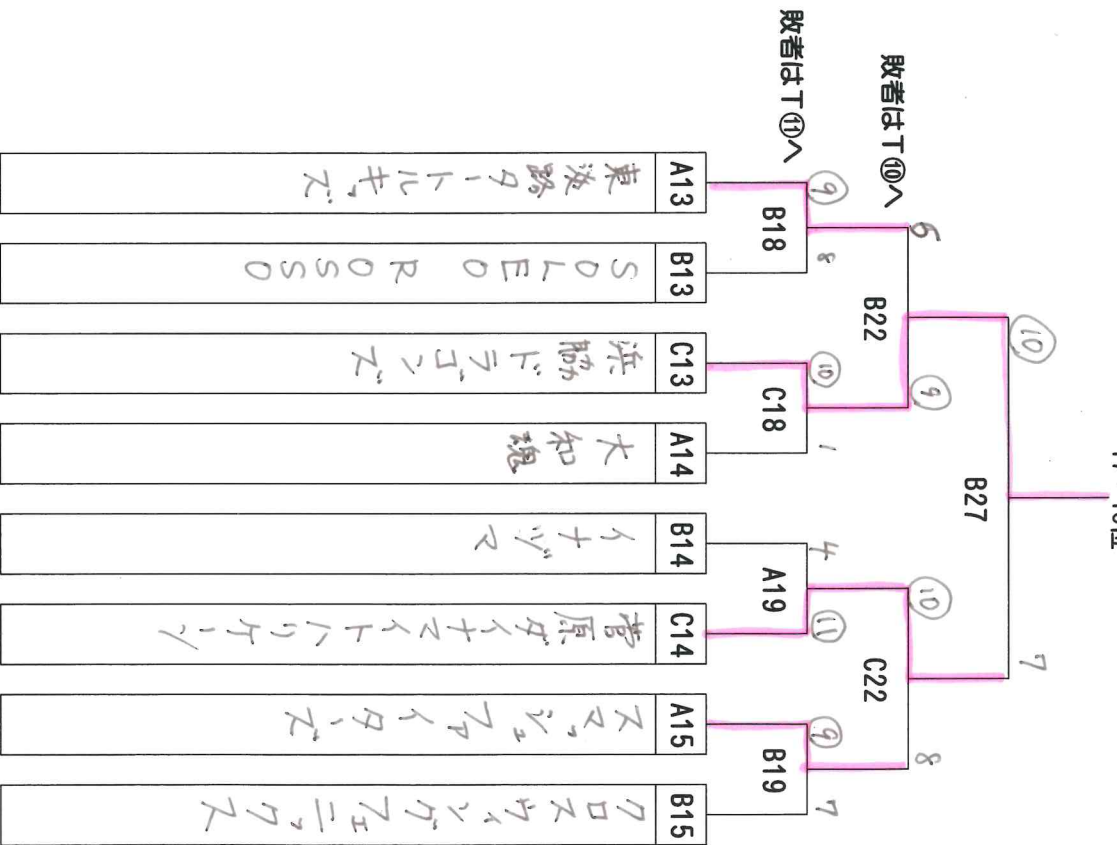 敗者はT⑪へ
敗者はT⑩へ
A13 東淡路タートルキッズ
B13 SOLEO ROSSO
C13 浜脇ドラゴンズ
A14 大和魂
B14 イナヅマ
C14 菅原ダイナマイトハリケーン
A15 スマッシュファイターズ
B15 クロスウィングフェニックス
⑨ B18 8
⑩ C18 1
4 A19 ⑪
⑨ B19 7
6 B22 ⑨
⑩ C22 8
⑩ B27 7